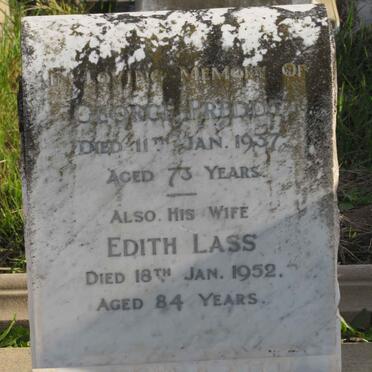 In Loving Memory of
George Preddy
Died 11th Jan. 1937.
Aged 73 Years.
Also His Wife
Edith Lass
Died 18th Jan. 1952.
Aged 84 Years.